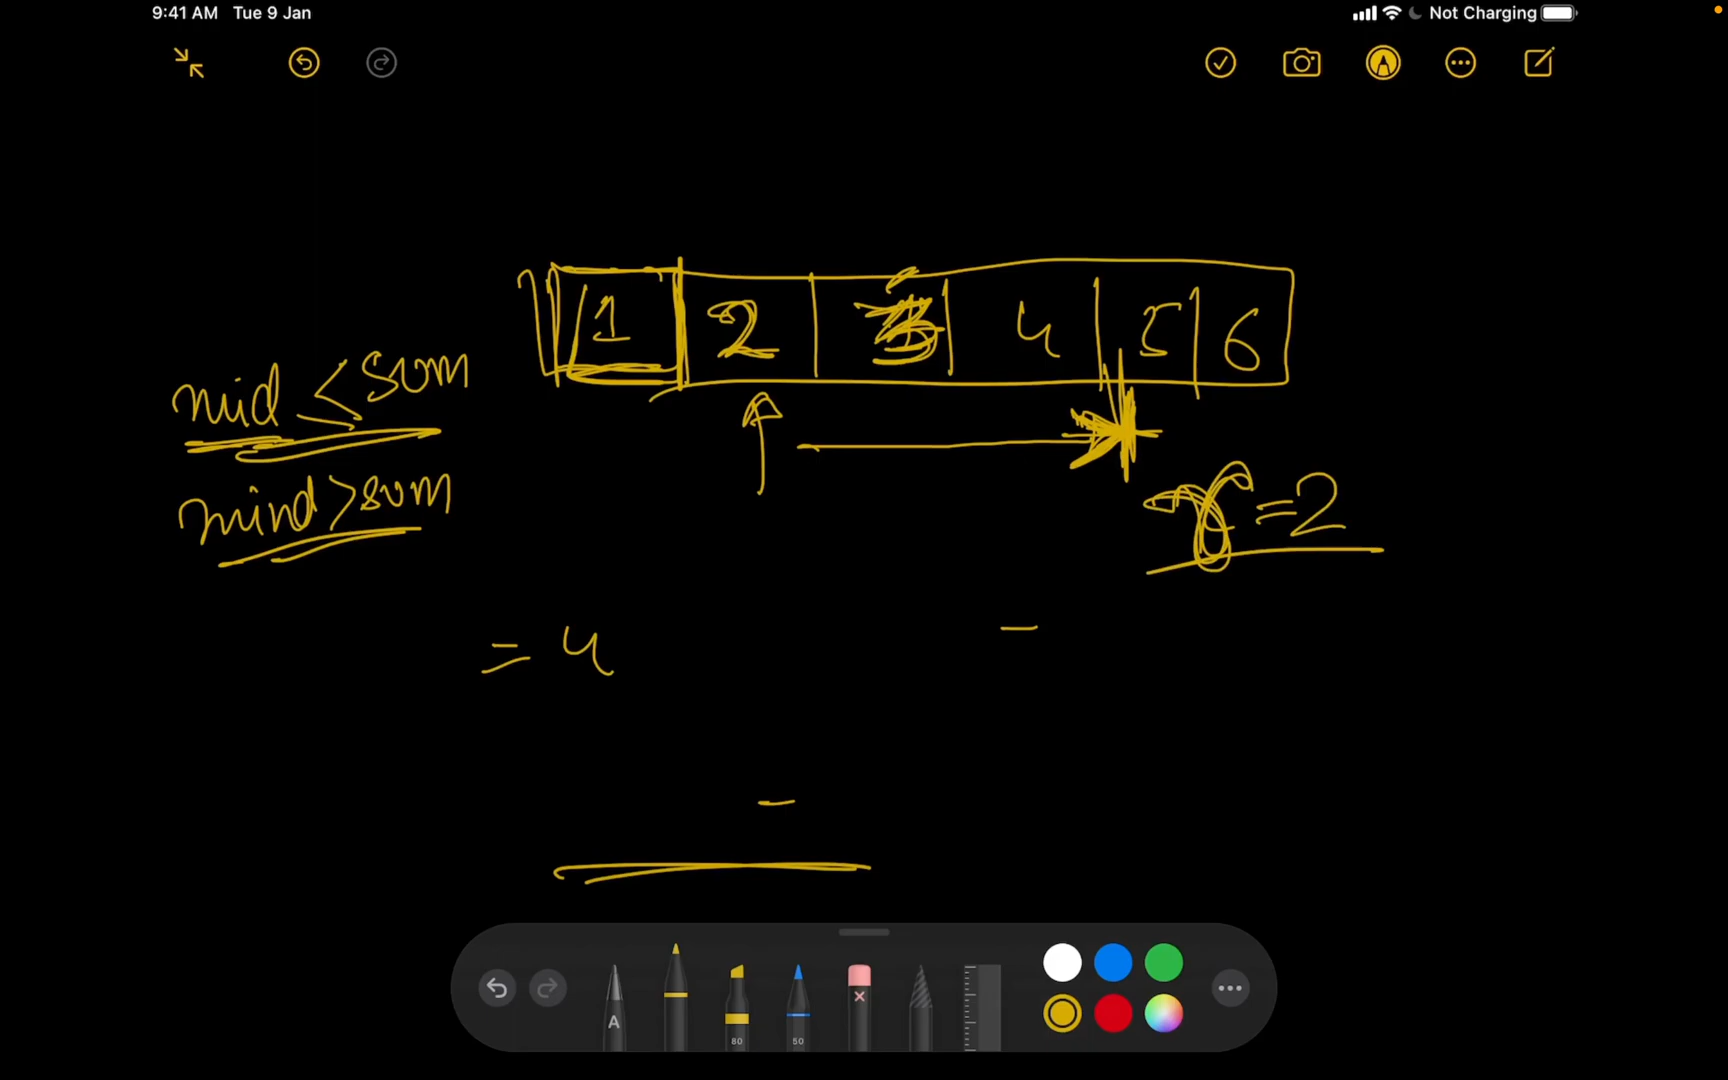 9:41 AM Tue 9 Jan
Not Charging
1 2 3 4 5 6
mid < sum
mind > sum
= 2
= 4
A
80
50